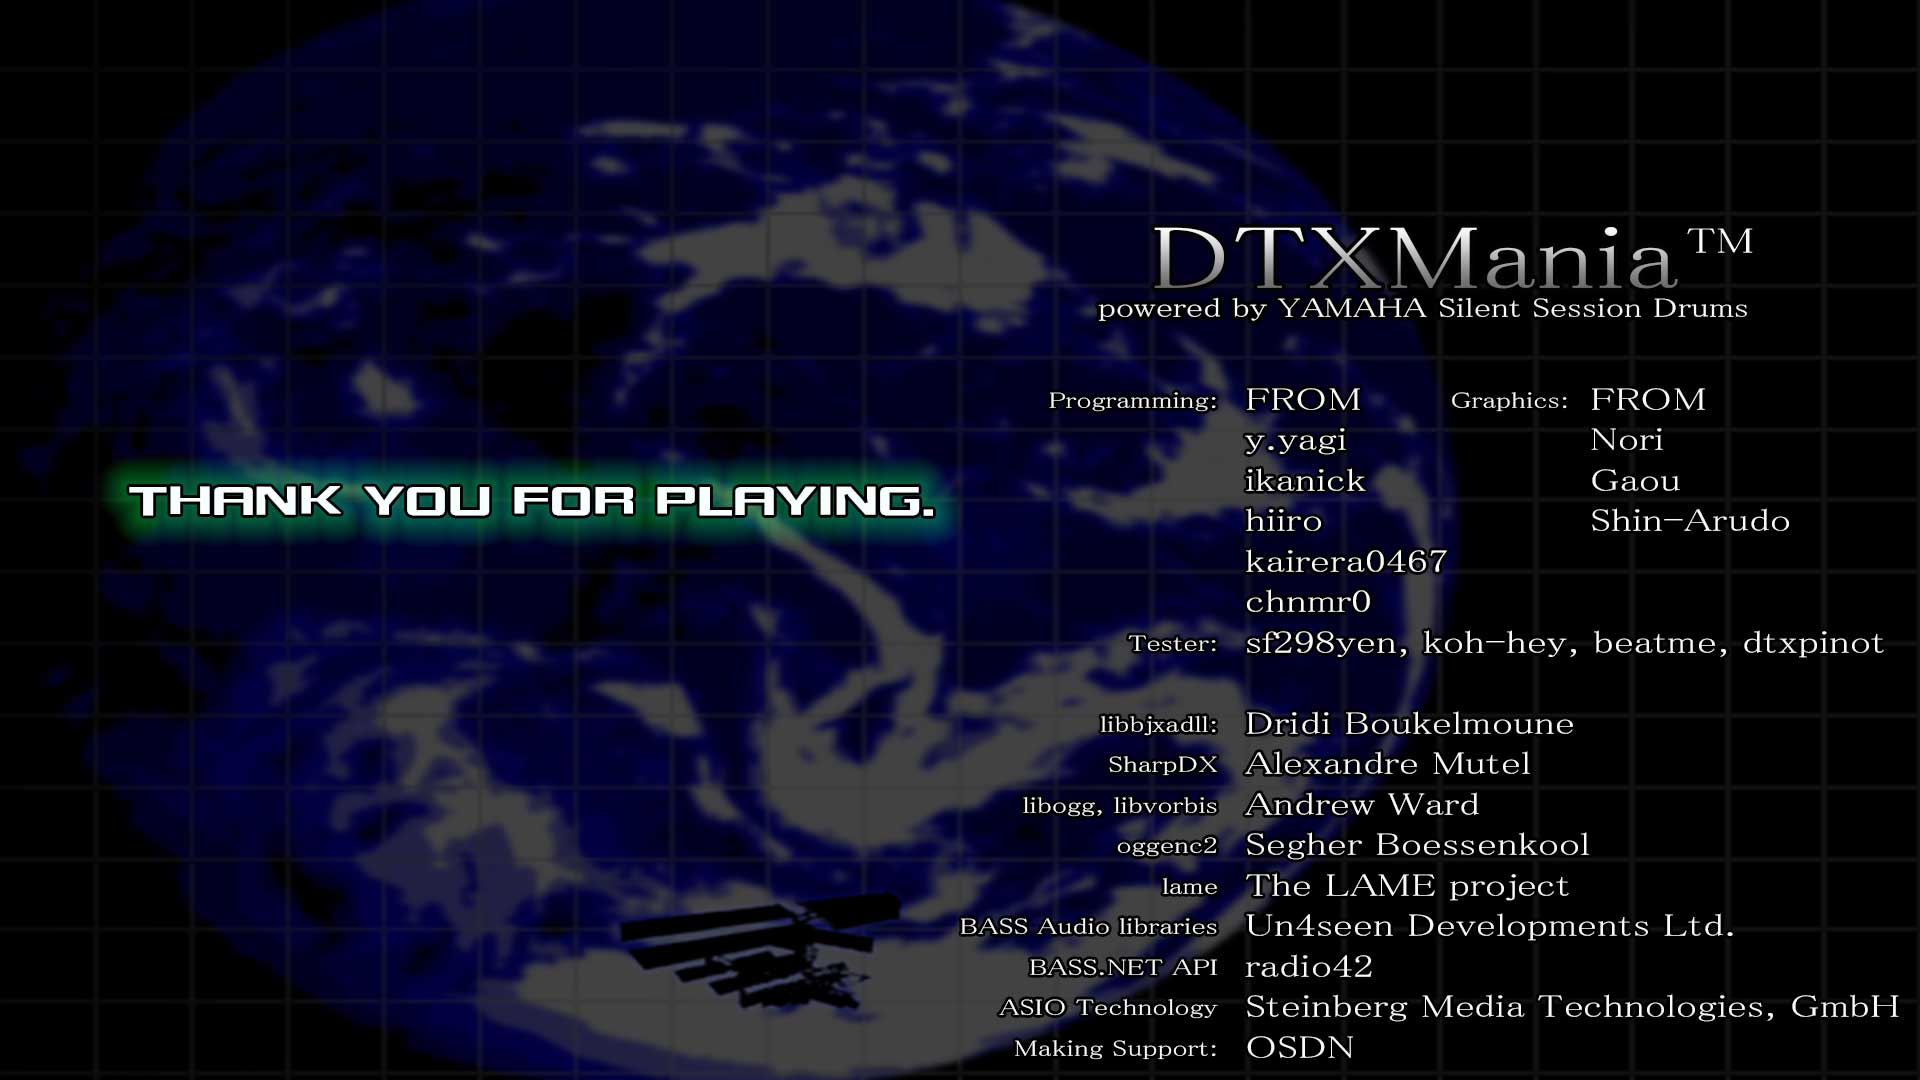 DTXMania™
powered by YAMAHA Silent Session Drums
Programming: FROM Graphics: FROM
y.yagi Nori
ikanick Gaou
THANK YOU FOR PLAYING.
hiiro Shin-Arudo
kairera0467
chnmr0
Tester: sf298yen, koh-hey, beatme, dtxpinot
libbjxadll: Dridi Boukelmoune
SharpDX Alexandre Mutel
libogg, libvorbis Andrew Ward
oggenc2 Segher Boessenkool
lame The LAME project
BASS Audio libraries Un4seen Developments Ltd.
BASS.NET API radio42
ASIO Technology Steinberg Media Technologies, GmbH
Making Support: OSDN